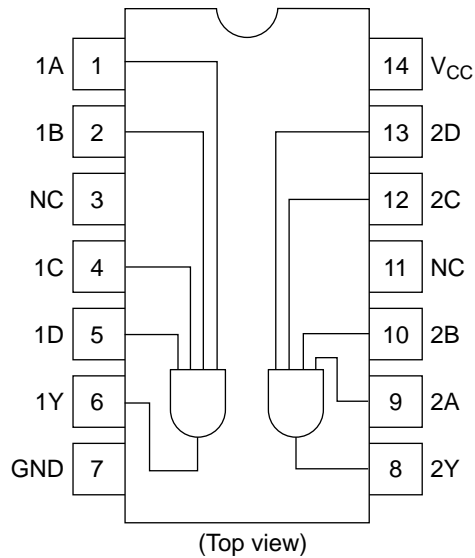 1A 1 14 VCC
1B 2 13 2D
NC 3 12 2C
1C 4 11 NC
1D 5 10 2B
1Y 6 9 2A
GND 7 8 2Y
(Top view)